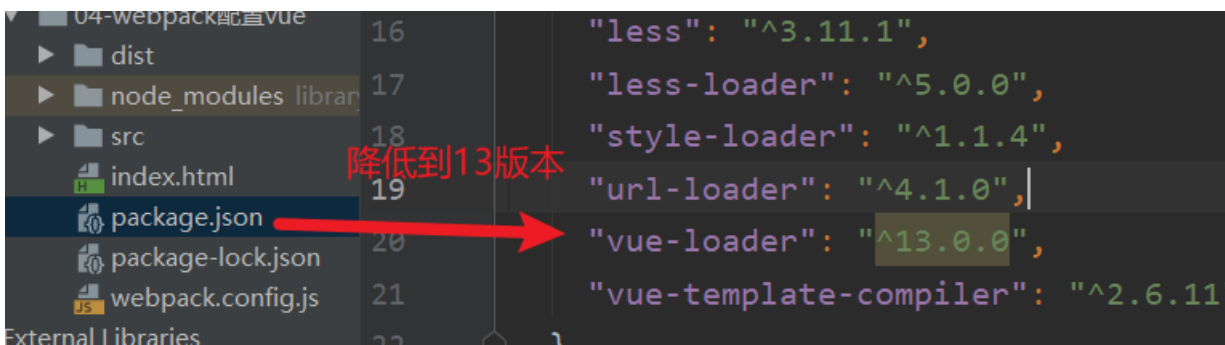 04-webpack配置vue
dist
node_modules librar
src
index.html
package.json
package-lock.json
webpack.config.js
External Libraries
降低到13版本
16 "less": "^3.11.1",
17 "less-loader": "^5.0.0",
18 "style-loader": "^1.1.4",
19 "url-loader": "^4.1.0",
20 "vue-loader": "^13.0.0",
21 "vue-template-compiler": "^2.6.11
22 }